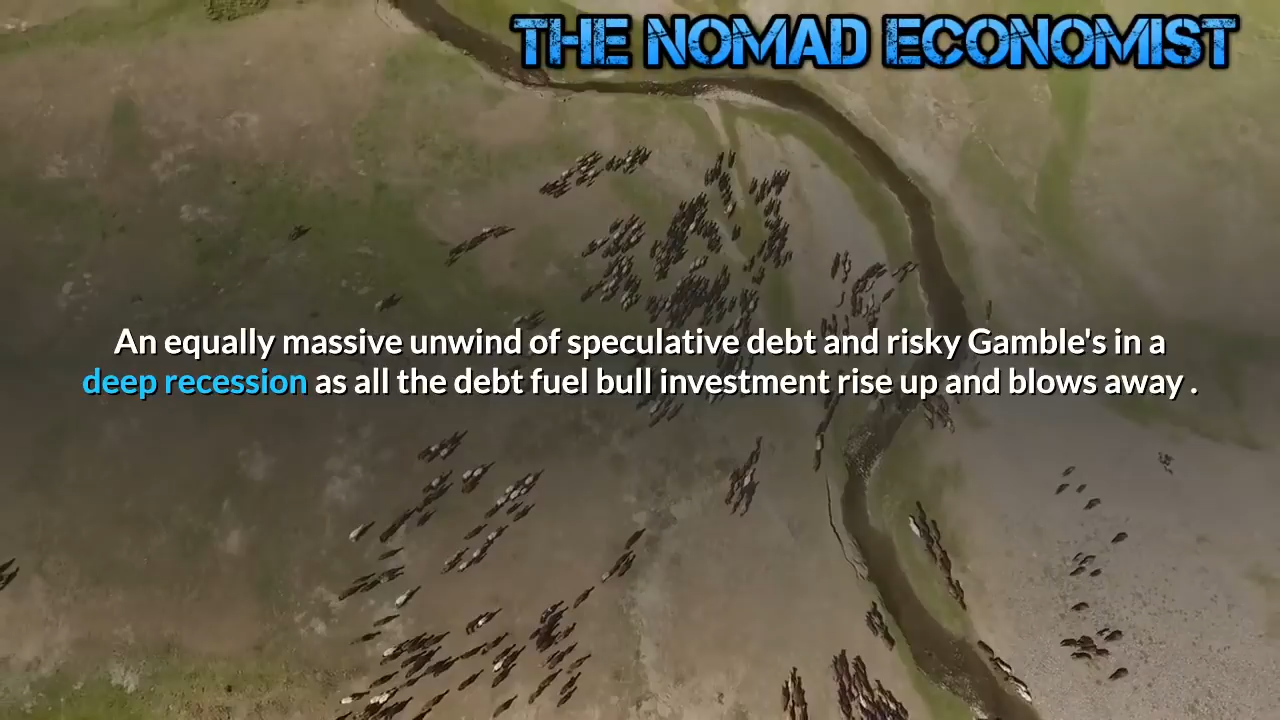 THE NOMAD ECONOMIST
An equally massive unwind of speculative debt and risky Gamble's in a
deep recession as all the debt fuel bull investment rise up and blows away .